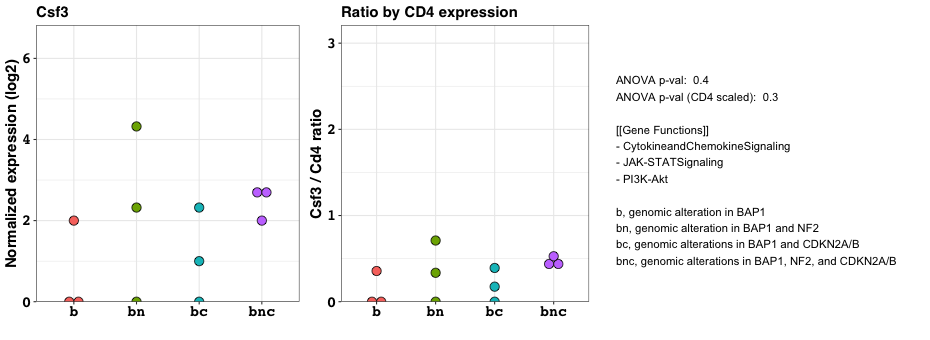 Csf3
Normalized expression (log2)
6
4
2
0
b bn bc bnc
Ratio by CD4 expression
Csf3 / Cd4 ratio
3
2
1
0
b bn bc bnc
ANOVA p-val: 0.4
ANOVA p-val (CD4 scaled): 0.3
[[Gene Functions]]
- CytokineandChemokineSignaling
- JAK-STATSignaling
- PI3K-Akt
b, genomic alteration in BAP1
bn, genomic alteration in BAP1 and NF2
bc, genomic alterations in BAP1 and CDKN2A/B
bnc, genomic alterations in BAP1, NF2, and CDKN2A/B